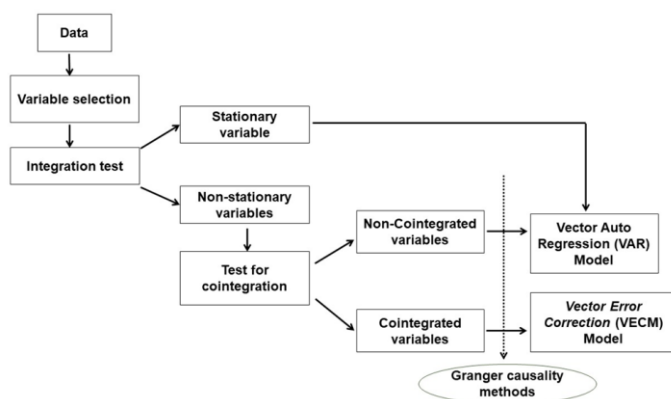 Data
Variable selection
Integration test
Stationary
variable
Non-stationary
variables
Test for
cointegration
Non-Cointegrated
variables
Cointegrated
variables
Vector Auto
Regression (VAR)
Model
Vector Error
Correction (VECM)
Model
Granger causality
methods